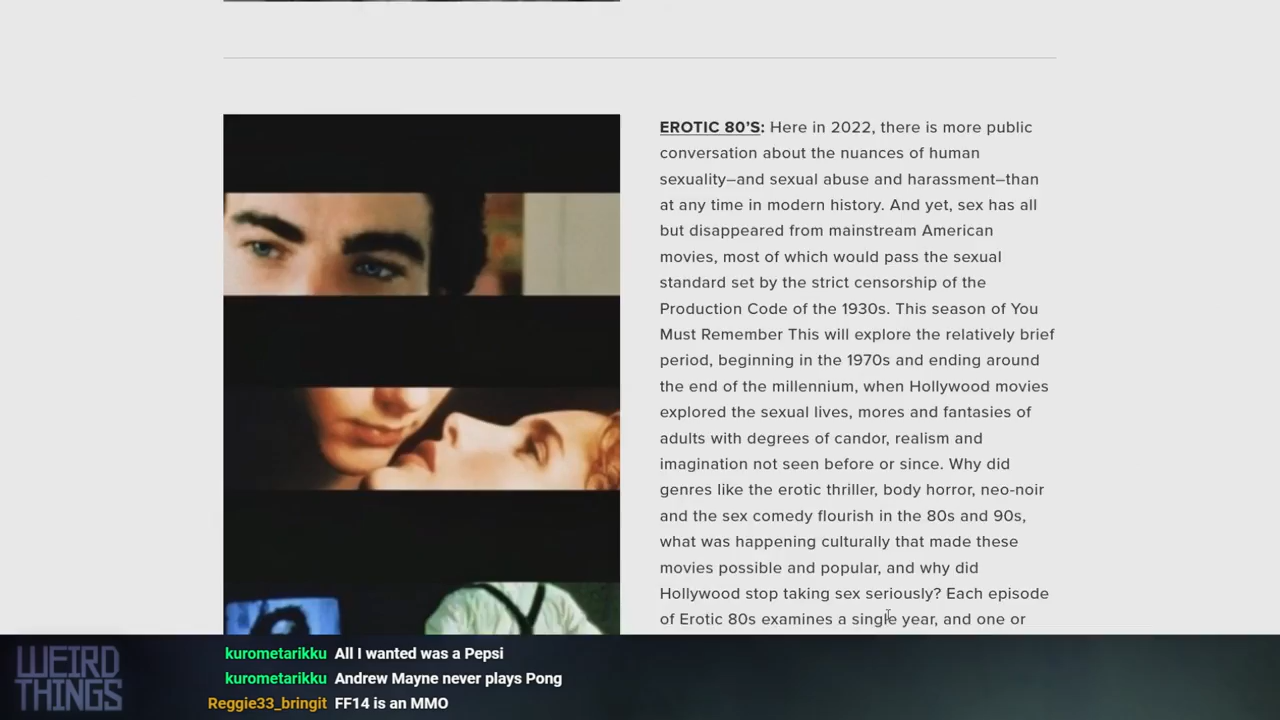 EROTIC 80'S: Here in 2022, there is more public
conversation about the nuances of human
sexuality–and sexual abuse and harassment–than
at any time in modern history. And yet, sex has all
but disappeared from mainstream American
movies, most of which would pass the sexual
standard set by the strict censorship of the
Production Code of the 1930s. This season of You
Must Remember This will explore the relatively brief
period, beginning in the 1970s and ending around
the end of the millennium, when Hollywood movies
explored the sexual lives, mores and fantasies of
adults with degrees of candor, realism and
imagination not seen before or since. Why did
genres like the erotic thriller, body horror, neo-noir
and the sex comedy flourish in the 80s and 90s,
what was happening culturally that made these
movies possible and popular, and why did
Hollywood stop taking sex seriously? Each episode
of Erotic 80s examines a single year, and one or
WEIRD
THINGS
kurometarikku All I wanted was a Pepsi
kurometarikku Andrew Mayne never plays Pong
Reggie33_bringit FF14 is an MMO